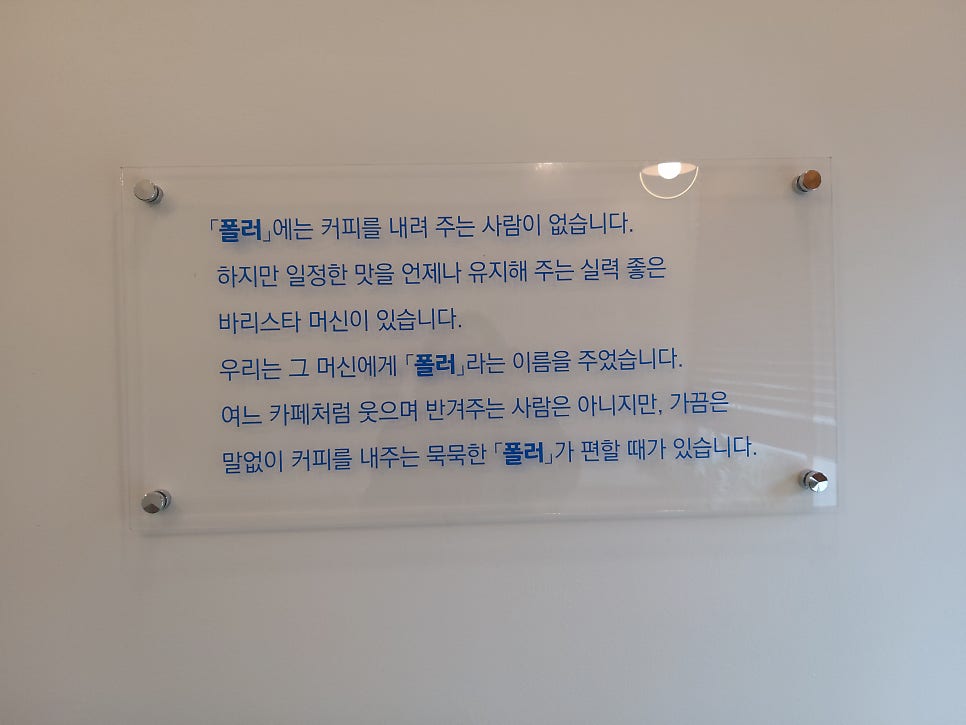 「폴러」에는 커피를 내려 주는 사람이 없습니다.
하지만 일정한 맛을 언제나 유지해 주는 실력 좋은
바리스타 머신이 있습니다.
우리는 그 머신에게 「폴러」라는 이름을 주었습니다.
여느 카페처럼 웃으며 반겨주는 사람은 아니지만, 가끔은
말없이 커피를 내주는 묵묵한 「폴러」가 편할 때가 있습니다.